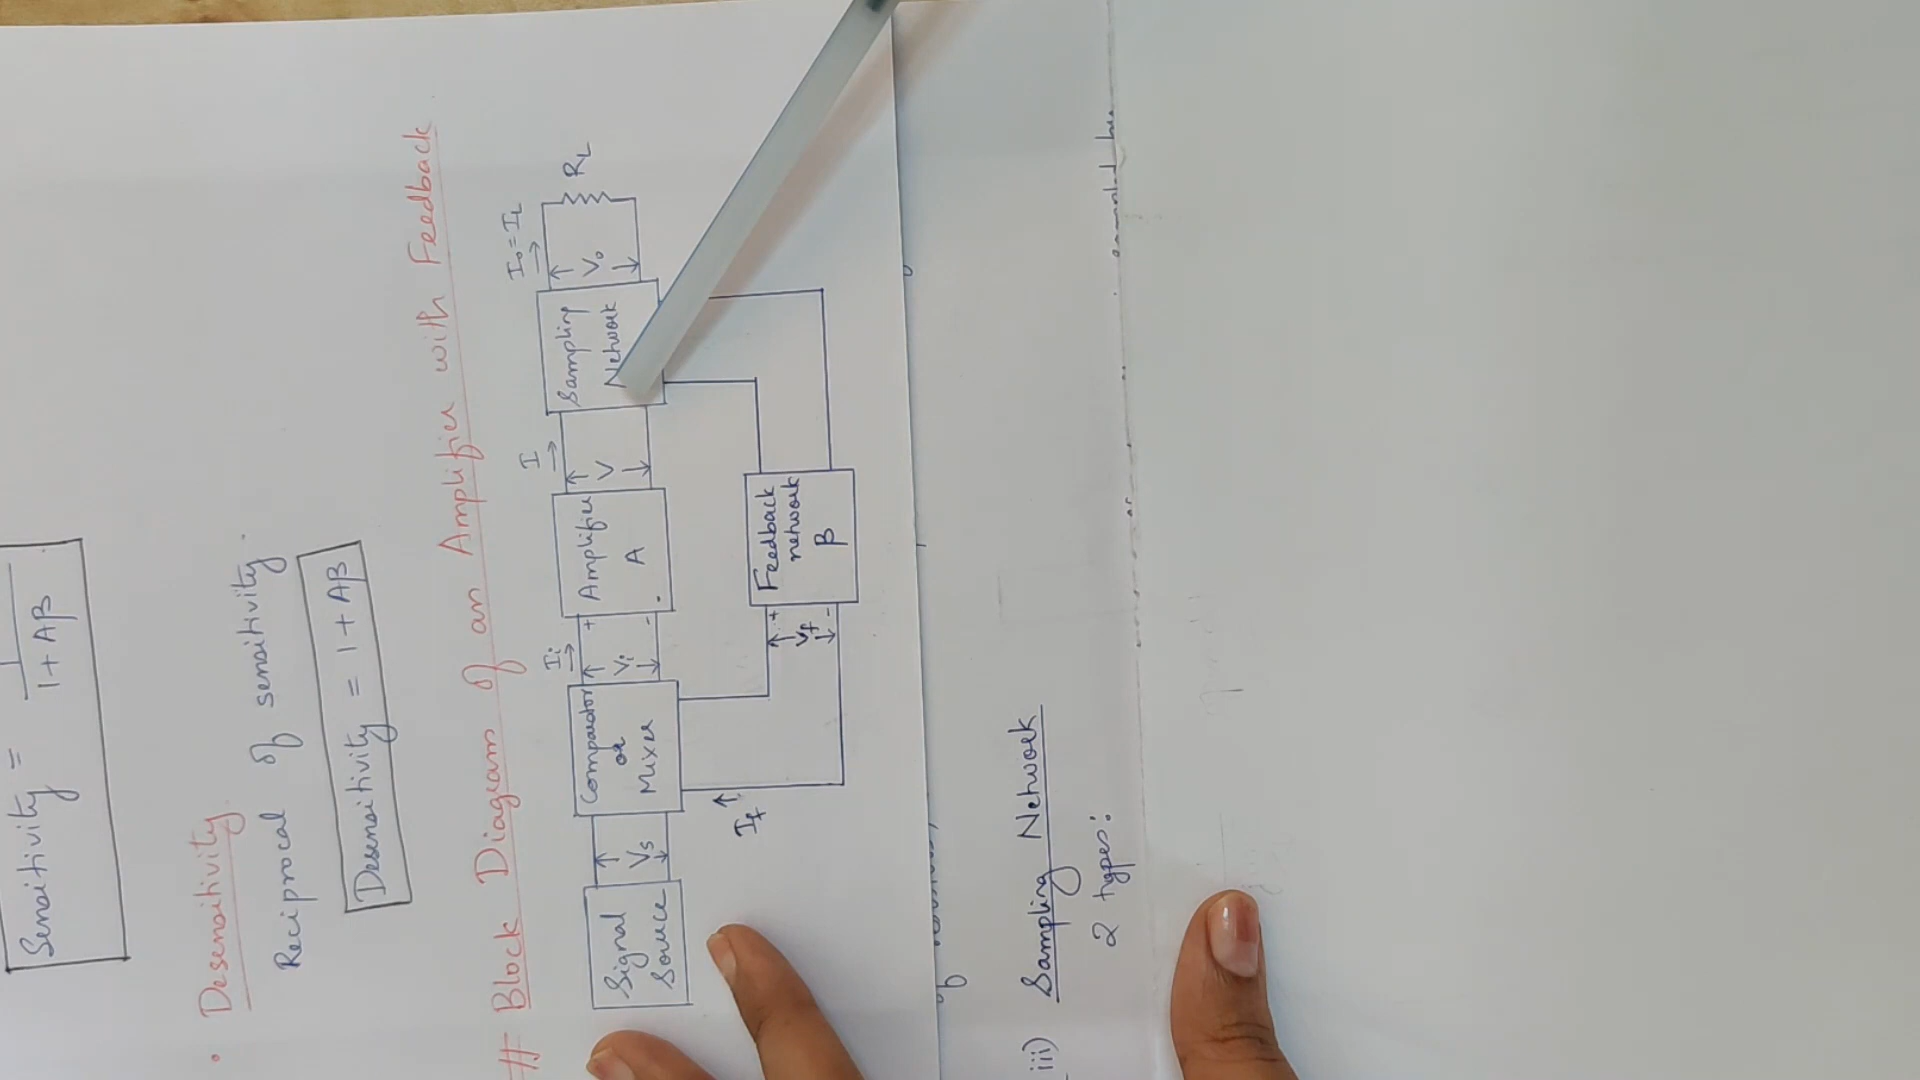 Sensitivity = 1
1 + Aβ
• Desensitivity
Reciprocal of sensitivity.
Desensitivity = 1 + Aβ
# Block Diagram of an Amplifier with Feedback
Signal
Source
Vs
Comparator
or
Mixer
If
Ii
+
Vi
-
Amplifier
A
I
V
Sampling
Network
Io = IL
Vo
RL
Feedback
network
β
+
Vf
-
iii) Sampling Network
2 types: